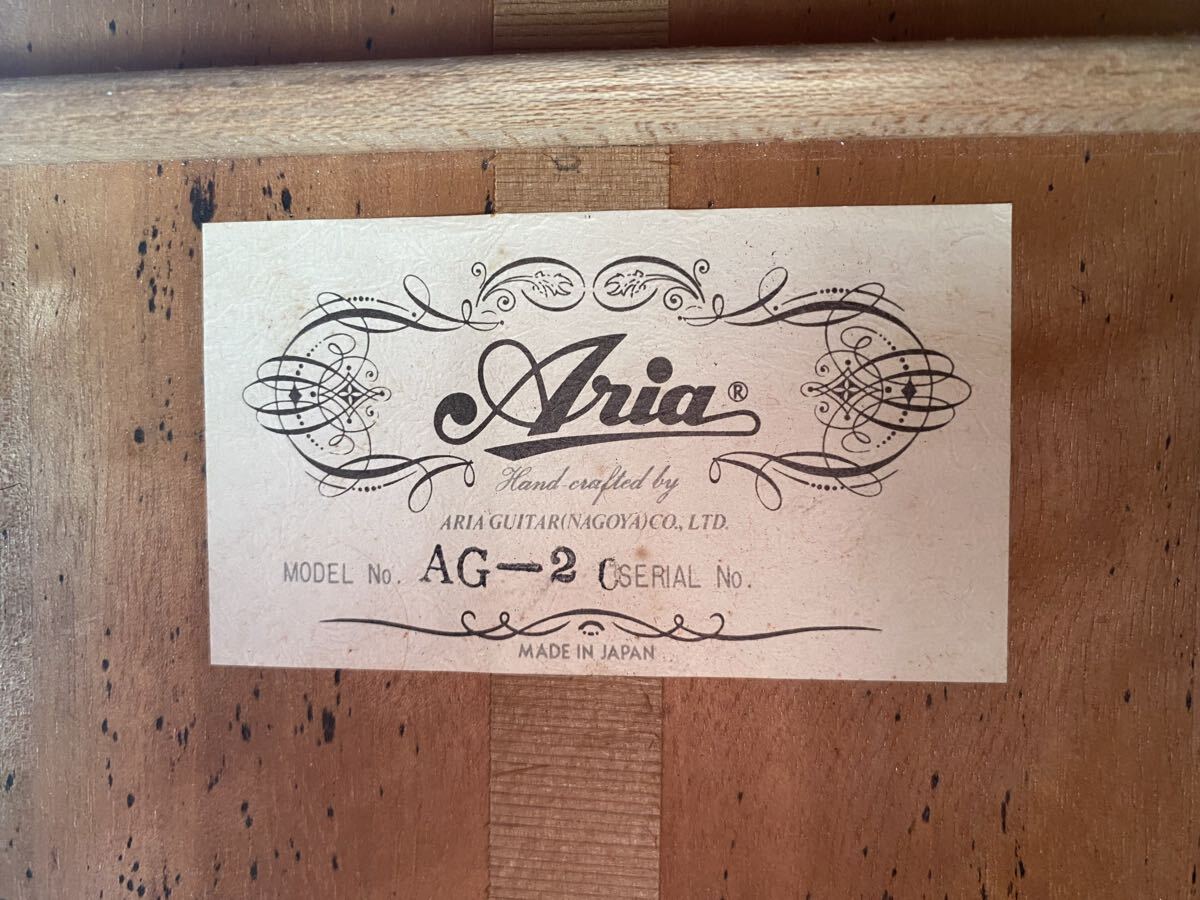 Aria®
Hand-crafted by
ARIA GUITAR(NAGOYA)CO., LTD.
MODEL No. AG-2 C SERIAL No.
MADE IN JAPAN